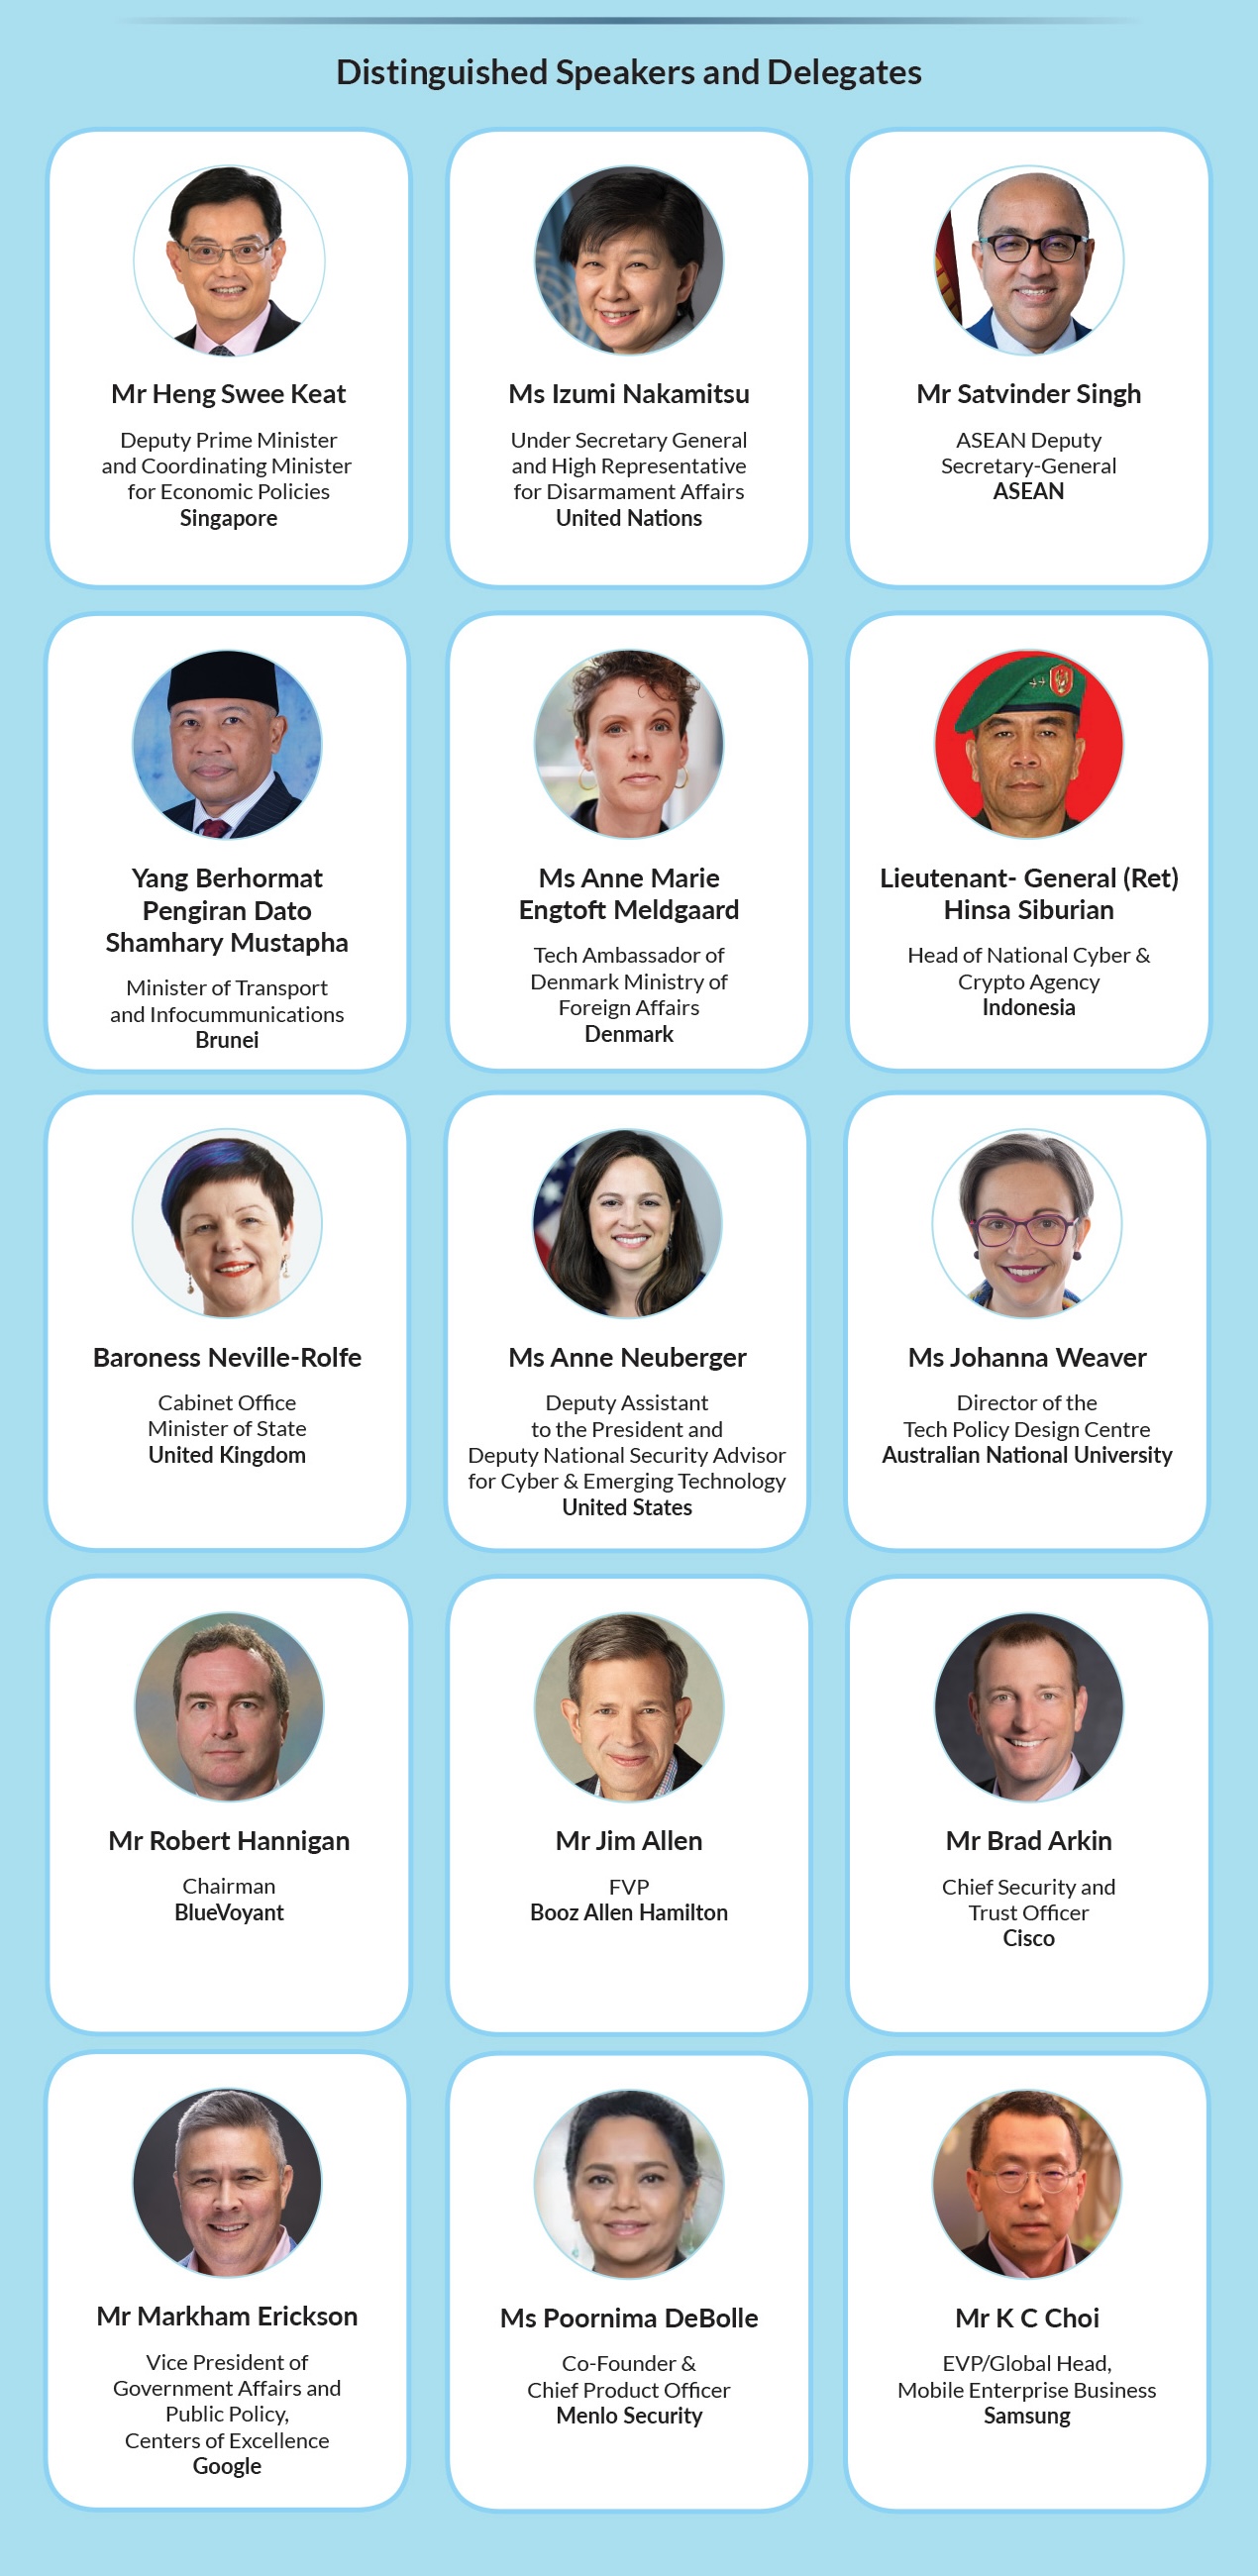 Distinguished Speakers and Delegates
Mr Heng Swee Keat
Deputy Prime Minister
and Coordinating Minister
for Economic Policies
Singapore
Ms Izumi Nakamitsu
Under Secretary General
and High Representative
for Disarmament Affairs
United Nations
Mr Satvinder Singh
ASEAN Deputy
Secretary-General
ASEAN
Yang Berhormat
Pengiran Dato
Shamhary Mustapha
Minister of Transport
and Infocummunications
Brunei
Ms Anne Marie
Engtoft Meldgaard
Tech Ambassador of
Denmark Ministry of
Foreign Affairs
Denmark
Lieutenant- General (Ret)
Hinsa Siburian
Head of National Cyber &
Crypto Agency
Indonesia
Baroness Neville-Rolfe
Cabinet Office
Minister of State
United Kingdom
Ms Anne Neuberger
Deputy Assistant
to the President and
Deputy National Security Advisor
for Cyber & Emerging Technology
United States
Ms Johanna Weaver
Director of the
Tech Policy Design Centre
Australian National University
Mr Robert Hannigan
Chairman
BlueVoyant
Mr Jim Allen
FVP
Booz Allen Hamilton
Mr Brad Arkin
Chief Security and
Trust Officer
Cisco
Mr Markham Erickson
Vice President of
Government Affairs and
Public Policy,
Centers of Excellence
Google
Ms Poornima DeBolle
Co-Founder &
Chief Product Officer
Menlo Security
Mr K C Choi
EVP/Global Head,
Mobile Enterprise Business
Samsung